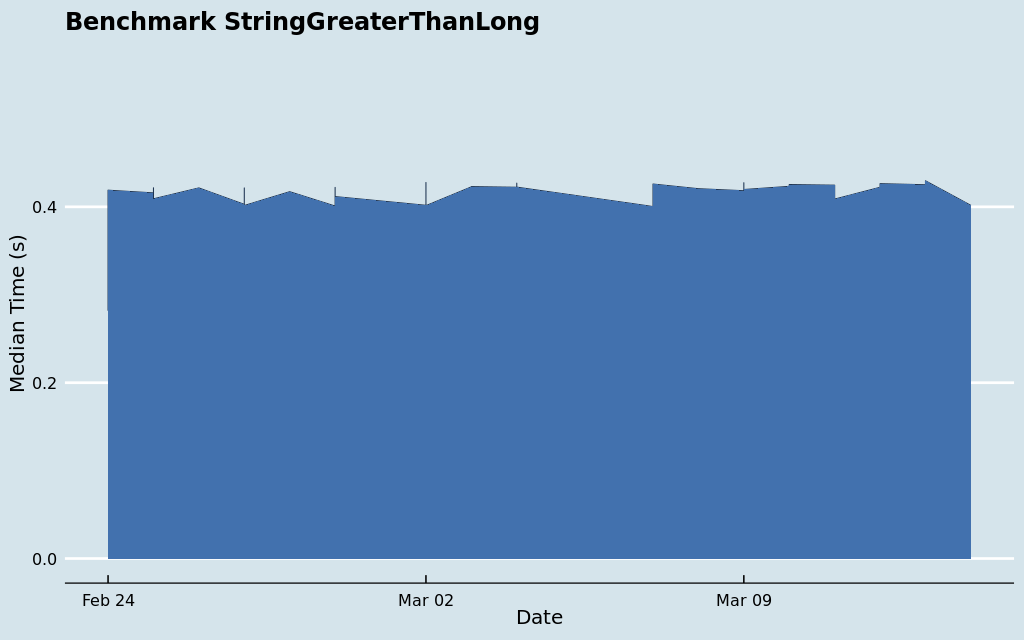 Benchmark StringGreaterThanLong
Median Time (s)
0.4
0.2
0.0
Feb 24
Mar 02
Mar 09
Date